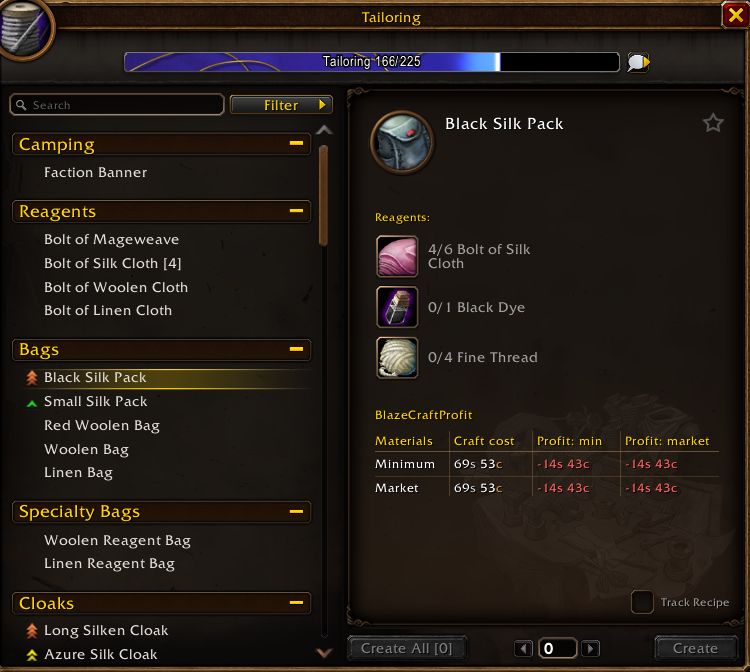 Tailoring
Tailoring 166/225
Search
Filter
Camping
Faction Banner
Reagents
Bolt of Mageweave
Bolt of Silk Cloth [4]
Bolt of Woolen Cloth
Bolt of Linen Cloth
Bags
Black Silk Pack
Small Silk Pack
Red Woolen Bag
Woolen Bag
Linen Bag
Specialty Bags
Woolen Reagent Bag
Linen Reagent Bag
Cloaks
Long Silken Cloak
Azure Silk Cloak
Black Silk Pack
Reagents:
4/6 Bolt of Silk
Cloth
0/1 Black Dye
0/4 Fine Thread
BlazeCraftProfit
Materials Craft cost Profit: min Profit: market
Minimum 69s 53c -14s 43c -14s 43c
Market 69s 53c -14s 43c -14s 43c
Track Recipe
Create All [0] 0 Create